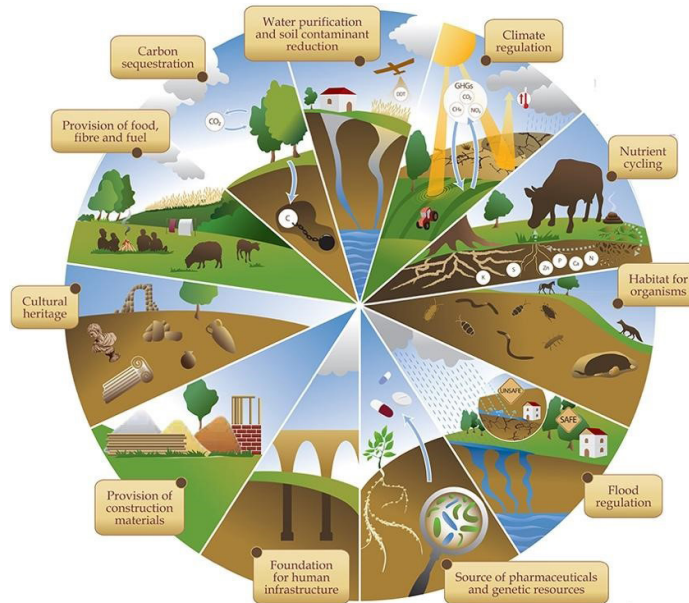 Water purification
and soil contaminant
reduction
Climate
regulation
Carbon
sequestration
Provision of food,
fibre and fuel
Nutrient
cycling
Habitat for
organisms
Cultural
heritage
Provision of
construction
materials
Flood
regulation
Foundation
for human
infrastructure
Source of pharmaceuticals
and genetic resources
CO₂
C
DDT
GHGs
CO₂
CH₄
NO₂
K
S
Zn
P
Ca
N
UNSAFE
SAFE